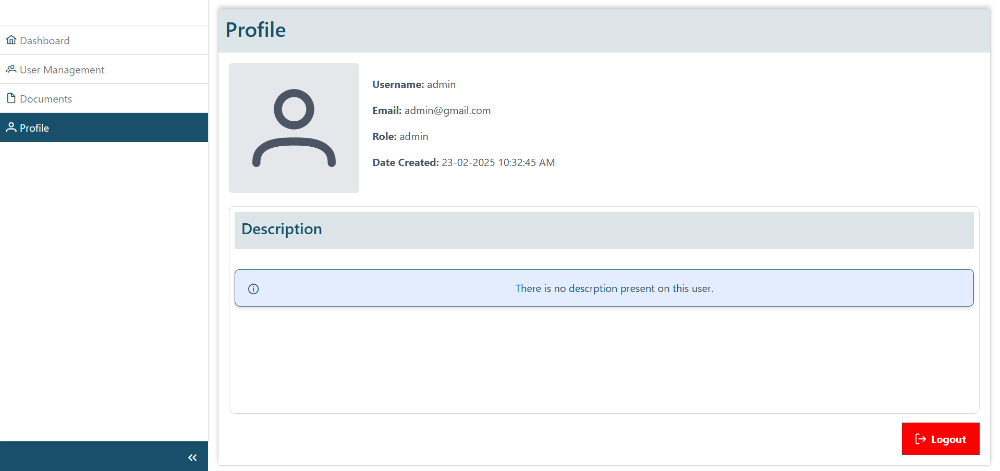 Dashboard
User Management
Documents
Profile
Profile
Username: admin
Email: admin@gmail.com
Role: admin
Date Created: 23-02-2025 10:32:45 AM
Description
There is no descrption present on this user.
Logout